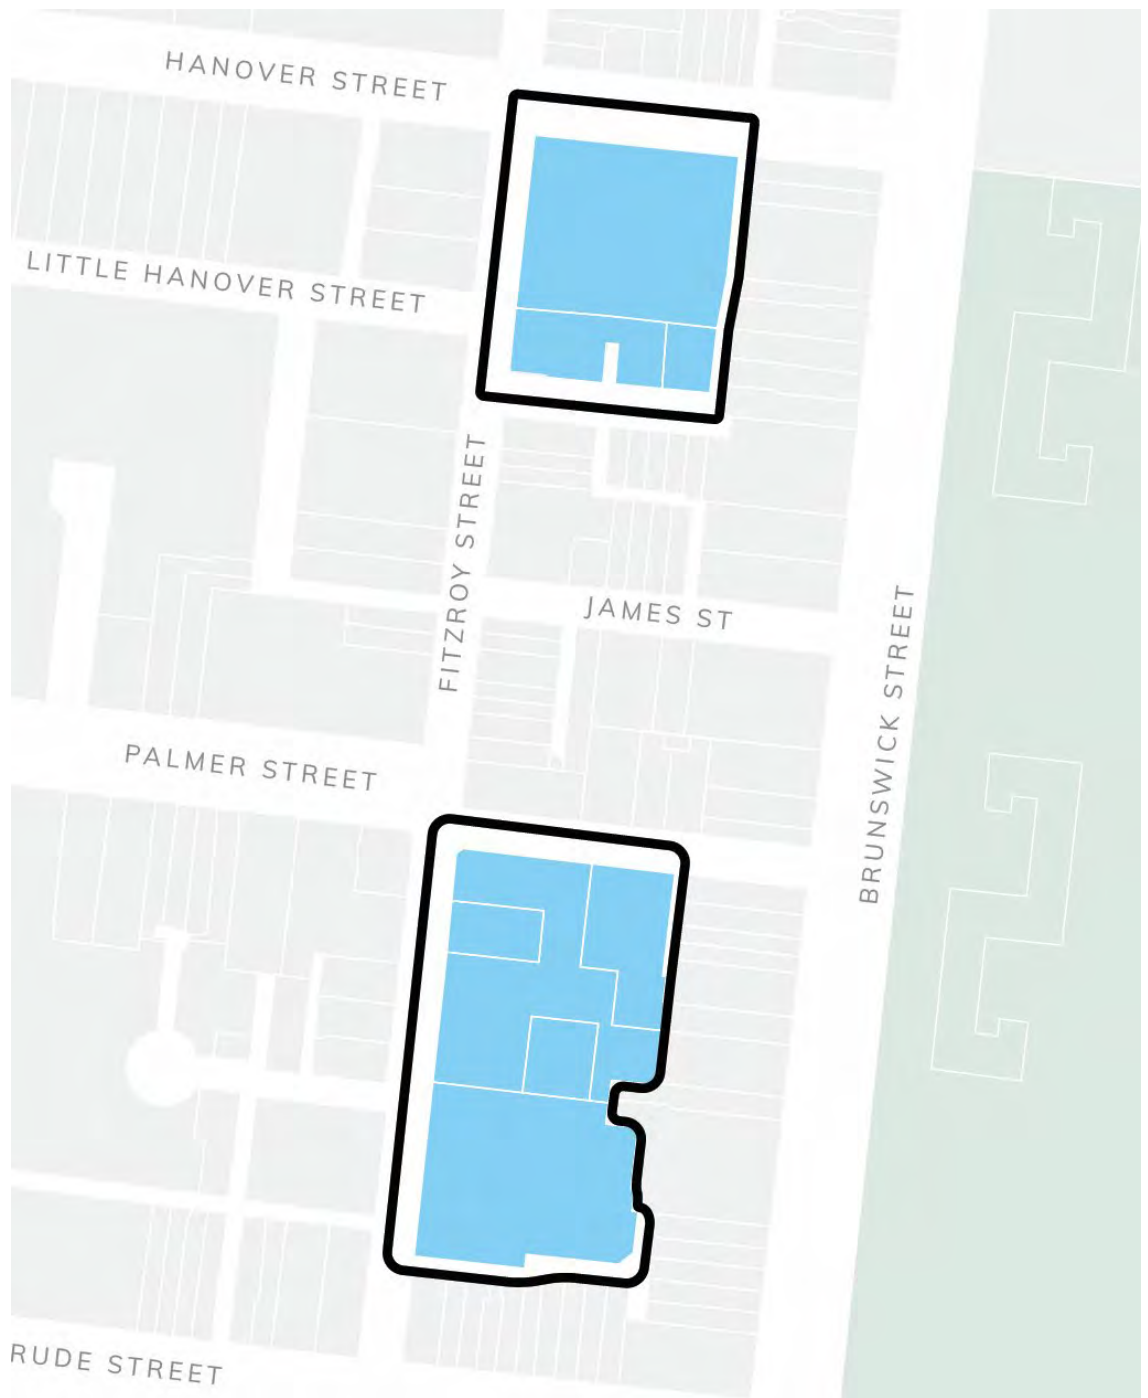 HANOVER STREET
LITTLE HANOVER STREET
FITZROY STREET
JAMES ST
BRUNSWICK STREET
PALMER STREET
RUDE STREET